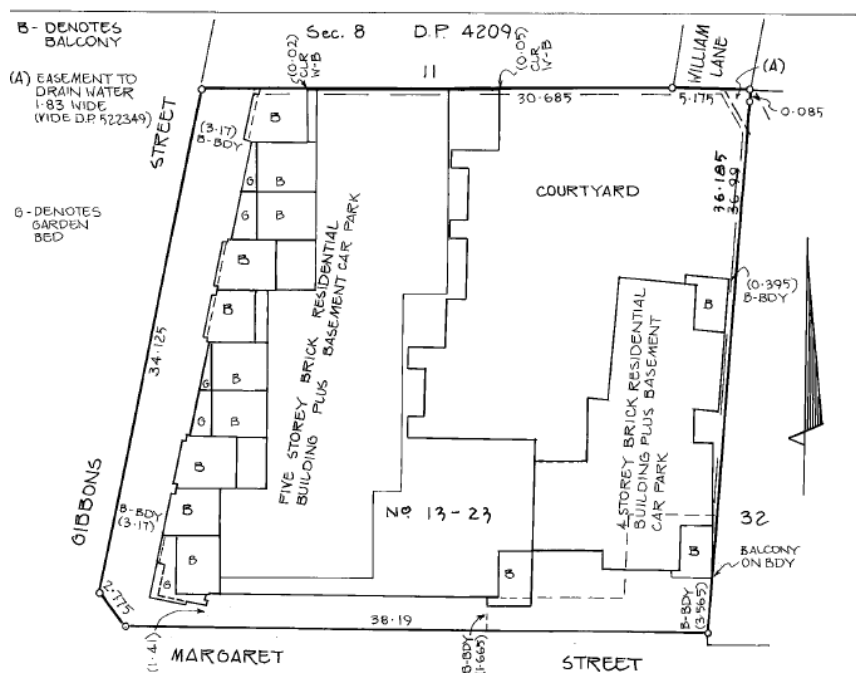 B- DENOTES
BALCONY
Sec. 8 D.P. 4209
(0.02)
CLR
W-B
(0.05)
CLR
W-B
WILLIAM
LANE
(A)
(A) EASEMENT TO
DRAIN WATER
1.83 WIDE
(VIDE D.P. 522349)
11
30.685
5.175
0.085
STREET
(3.17)
B-BDY
B
G
B
G
B
G- DENOTES
GARDEN
BED
COURTYARD
36.185
36.99
B
B
(0.395)
B-BDY
B
34.125
FIVE STOREY BRICK RESIDENTIAL
BUILDING PLUS BASEMENT CAR PARK
4 STOREY BRICK RESIDENTIAL
BUILDING PLUS BASEMENT
CAR PARK
G
B
G
B
B
GIBBONS
B-BDY
(3.17)
B
No 13-23
32
B
G
B
B
BALCONY
ON BDY
2.775
(1.41)
38.19
B-BDY
(1.665)
B-BDY
(3.565)
MARGARET STREET